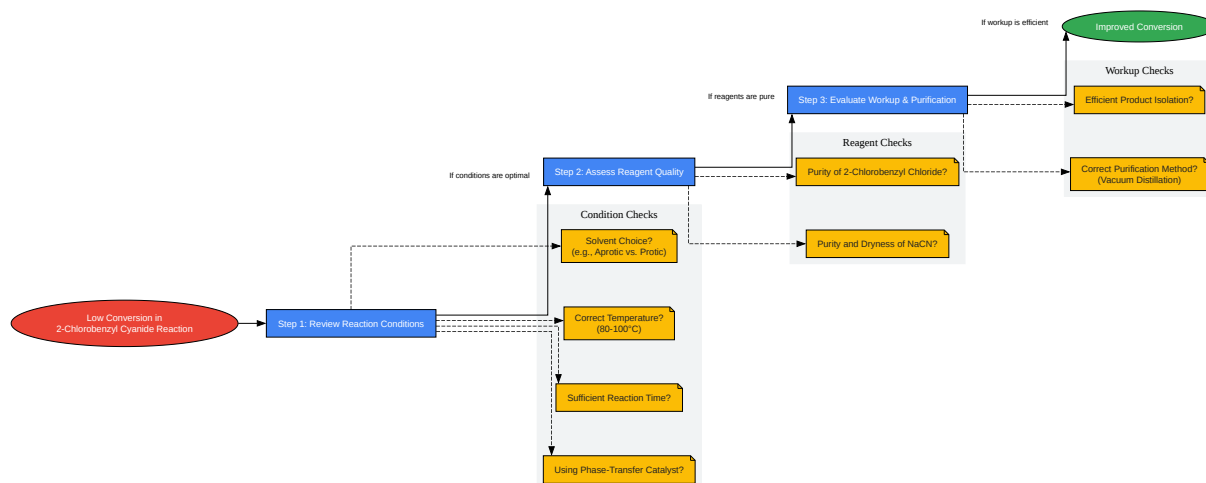 If workup is efficient
Improved Conversion
Workup Checks
If reagents are pure
Step 3: Evaluate Workup & Purification
Efficient Product Isolation?
Reagent Checks
If conditions are optimal
Step 2: Assess Reagent Quality
Purity of 2-Chlorobenzyl Chloride?
Correct Purification Method?
(Vacuum Distillation)
Condition Checks
Solvent Choice?
(e.g., Aprotic vs. Protic)
Purity and Dryness of NaCN?
Low Conversion in
2-Chlorobenzyl Cyanide Reaction
Step 1: Review Reaction Conditions
Correct Temperature?
(80-100°C)
Sufficient Reaction Time?
Using Phase-Transfer Catalyst?